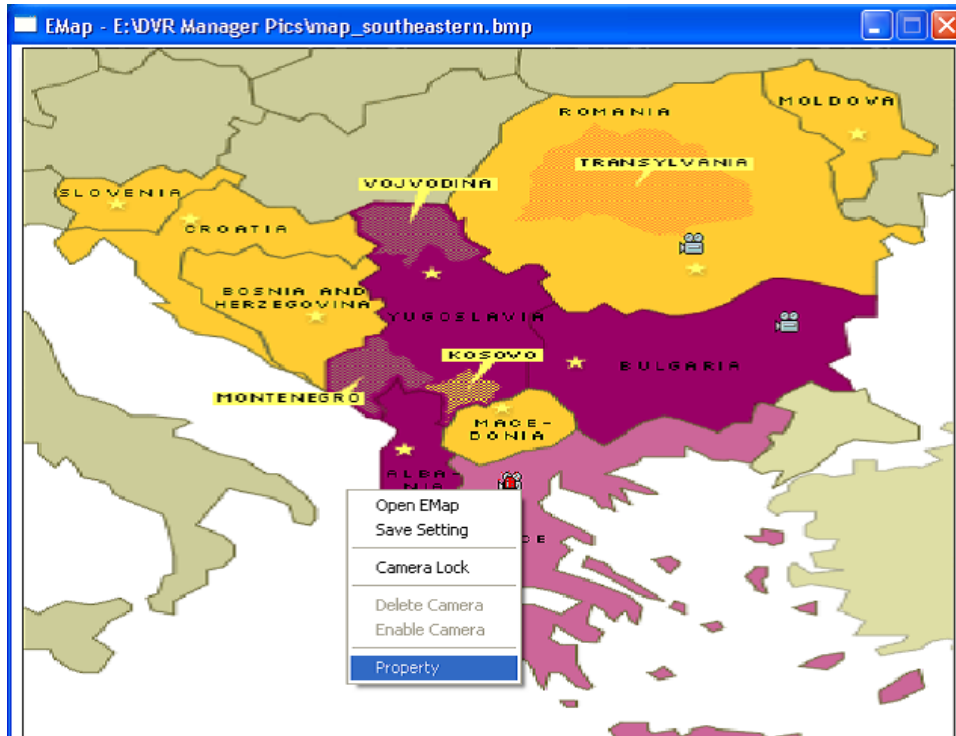 EMap - E:\DVR Manager Pics\map_southeastern.bmp
MOLDOVA
ROMANIA
TRANSYLVANIA
VOJVODINA
SLOVENIA
CROATIA
BOSNIA AND
HERZEGOVINA
YUGOSLAVIA
KOSOVO
BULGARIA
MONTENEGRO
MACE-
DONIA
ALBA-
NIA
Open EMap
Save Setting
CE
Camera Lock
Delete Camera
Enable Camera
Property